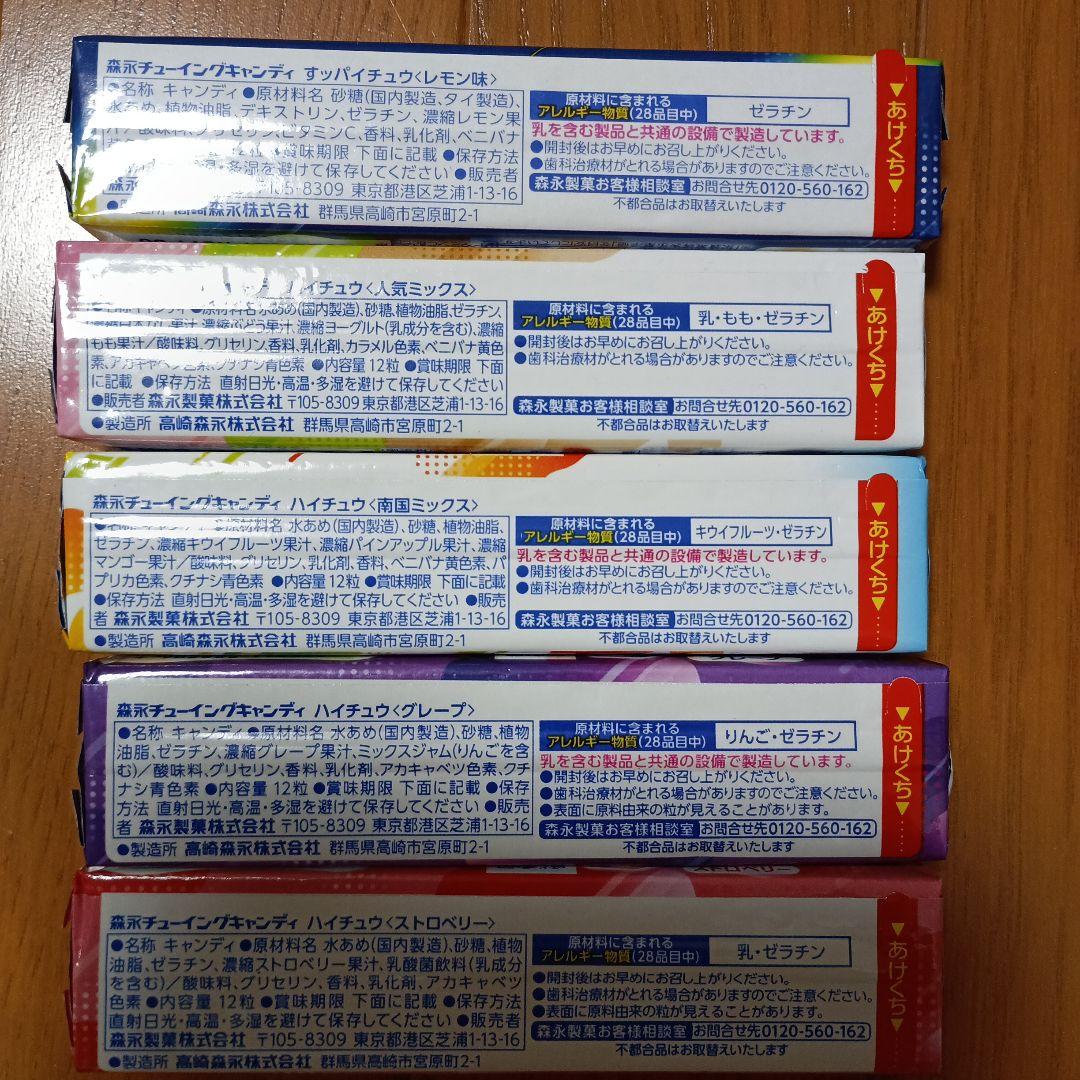 森永チューイングキャンディ すッパイチュウ〈レモン味〉
●名称 キャンディ●原材料名 砂糖(国内製造、タイ製造)、
水あめ、植物油脂、デキストリン、ゼラチン、濃縮レモン果
汁/酸味料、グリセリン、ビタミンC、香料、乳化剤、ベニバナ
12粒 ●賞味期限 下面に記載 ●保存方法
多湿を避けて保存してください ●販売者
〒105-8309 東京都港区芝浦1-13-16
高崎森永株式会社 群馬県高崎市宮原町2-1
原材料に含まれる
アレルギー物質(28品目中)
ゼラチン
乳を含む製品と共通の設備で製造しています。
●開封後はお早めにお召し上がりください。
●歯科治療材がとれる場合がありますのでご注意ください。
森永製菓お客様相談室 お問合せ先0120-560-162
不都合品はお取替えいたします
▼あけくち▼
ハイチュウ〈人気ミックス〉
●原材料名 水あめ(国内製造)、砂糖、植物油脂、ゼラチン、
果汁、濃縮ぶどう果汁、濃縮ヨーグルト(乳成分を含む)、濃縮
もも果汁/酸味料、グリセリン、香料、乳化剤、カラメル色素、ベニバナ黄色
素、アカキャベツ色素、クチナシ青色素 ●内容量 12粒 ●賞味期限 下面
に記載 ●保存方法 直射日光・高温・多湿を避けて保存してください
●販売者 森永製菓株式会社 〒105-8309 東京都港区芝浦1-13-16
●製造所 高崎森永株式会社 群馬県高崎市宮原町2-1
原材料に含まれる
アレルギー物質(28品目中)
乳・もも・ゼラチン
●開封後はお早めにお召し上がりください。
●歯科治療材がとれる場合がありますのでご注意ください。
森永製菓お客様相談室 お問合せ先0120-560-162
不都合品はお取替えいたします
▼あけくち▼
森永チューイングキャンディ ハイチュウ〈南国ミックス〉
●名称 キャンディ ●原材料名 水あめ(国内製造)、砂糖、植物油脂、
ゼラチン、濃縮キウイフルーツ果汁、濃縮パインアップル果汁、濃縮
マンゴー果汁/酸味料、グリセリン、乳化剤、香料、ベニバナ黄色素、パ
プリカ色素、クチナシ青色素 ●内容量 12粒 ●賞味期限 下面に記載
●保存方法 直射日光・高温・多湿を避けて保存してください ●販売
者 森永製菓株式会社 〒105-8309 東京都港区芝浦1-13-16
●製造所 高崎森永株式会社 群馬県高崎市宮原町2-1
原材料に含まれる
アレルギー物質(28品目中)
キウイフルーツ・ゼラチン
乳を含む製品と共通の設備で製造しています。
●開封後はお早めにお召し上がりください。
●歯科治療材がとれる場合がありますのでご注意ください。
森永製菓お客様相談室 お問合せ先0120-560-162
不都合品はお取替えいたします
▼あけくち▼
森永チューイングキャンディ ハイチュウ〈グレープ〉
●名称 キャンディ●原材料名 水あめ(国内製造)、砂糖、植物
油脂、ゼラチン、濃縮グレープ果汁、ミックスジャム(りんごを含
む)/酸味料、グリセリン、香料、乳化剤、アカキャベツ色素、クチ
ナシ青色素 ●内容量 12粒 ●賞味期限 下面に記載 ●保存
方法 直射日光・高温・多湿を避けて保存してください ●販売
者 森永製菓株式会社 〒105-8309 東京都港区芝浦1-13-16
●製造所 高崎森永株式会社 群馬県高崎市宮原町2-1
原材料に含まれる
アレルギー物質(28品目中)
りんご・ゼラチン
乳を含む製品と共通の設備で製造しています。
●開封後はお早めにお召し上がりください。
●歯科治療材がとれる場合がありますのでご注意ください。
●表面に原料由来の粒が見えることがあります。
森永製菓お客様相談室 お問合せ先0120-560-162
不都合品はお取替えいたします
▼あけくち▼
ストロベリー
森永チューイングキャンディ ハイチュウ〈ストロベリー〉
●名称 キャンディ●原材料名 水あめ(国内製造)、砂糖、植物
油脂、ゼラチン、濃縮ストロベリー果汁、乳酸菌飲料(乳成分
を含む)/酸味料、グリセリン、香料、乳化剤、アカキャベツ
色素 ●内容量 12粒 ●賞味期限 下面に記載 ●保存方法
直射日光・高温・多湿を避けて保存してください ●販売者
森永製菓株式会社 〒105-8309 東京都港区芝浦1-13-16
●製造所 高崎森永株式会社 群馬県高崎市宮原町2-1
原材料に含まれる
アレルギー物質(28品目中)
乳・ゼラチン
●開封後はお早めにお召し上がりください。
●歯科治療材がとれる場合がありますのでご注意ください。
●表面に原料由来の粒が見えることがあります。
森永製菓お客様相談室 お問合せ先0120-560-162
不都合品はお取替えいたします
▼あけくち▼